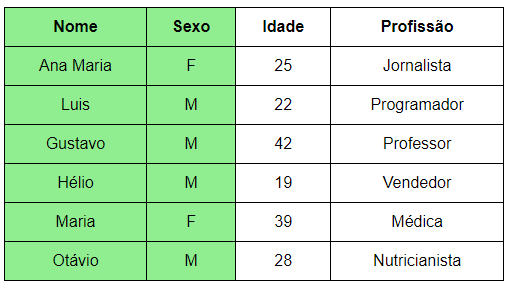 Nome Sexo Idade Profissão
Ana Maria F 25 Jornalista
Luis M 22 Programador
Gustavo M 42 Professor
Hélio M 19 Vendedor
Maria F 39 Médica
Otávio M 28 Nutricianista